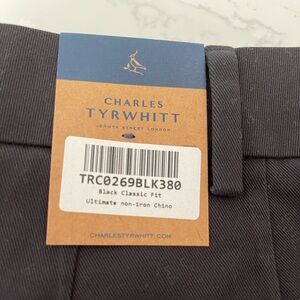 CHARLES
TYRWHITT
JERMYN STREET LONDON
TRC0269BLK380
Black Classic Fit
Ultimate non-iron Chino
CHARLESTYRWHITT.COM